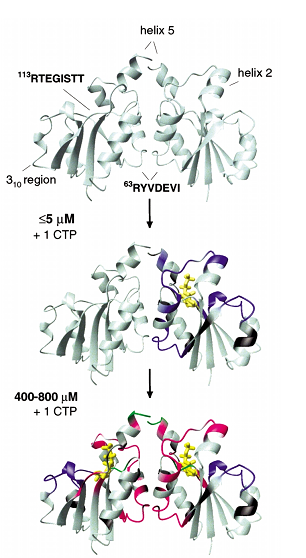 helix 5
¹¹³RTEGISTT
helix 2
3₁₀ region
⁶³RYVDEVI
≤5 μM
+ 1 CTP
400-800 μM
+ 1 CTP